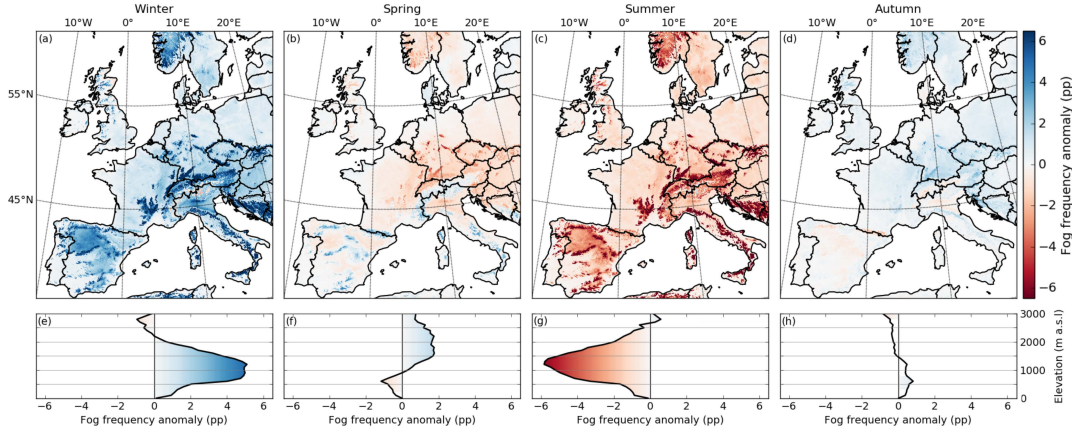 Winter Spring Summer Autumn
10°W 0° 10°E 20°E 10°W 0° 10°E 20°E 10°W 0° 10°E 20°E 10°W 0° 10°E 20°E
(a) (b) (c) (d)
55°N
45°N
6
4
2
0
−2
−4
−6
Fog frequency anomaly (pp)
(e) (f) (g) (h)
3000
2000
1000
0
Elevation (m a.s.l)
−6 −4 −2 0 2 4 6 −6 −4 −2 0 2 4 6 −6 −4 −2 0 2 4 6 −6 −4 −2 0 2 4 6
Fog frequency anomaly (pp) Fog frequency anomaly (pp) Fog frequency anomaly (pp) Fog frequency anomaly (pp)